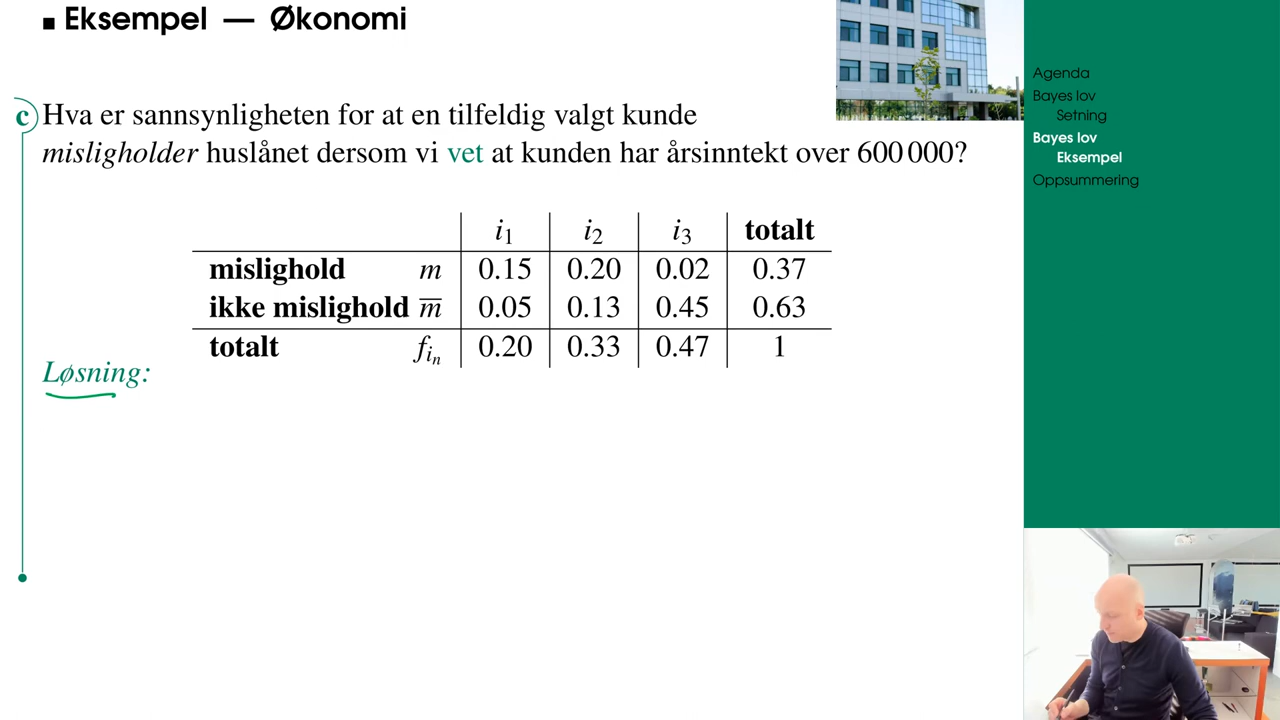 Eksempel — Økonomi
c Hva er sannsynligheten for at en tilfeldig valgt kunde
misligholder huslånet dersom vi vet at kunden har årsinntekt over 600 000?
i1 i2 i3 totalt
mislighold m 0.15 0.20 0.02 0.37
ikke mislighold m̅ 0.05 0.13 0.45 0.63
totalt f_{i_n} 0.20 0.33 0.47 1
Løsning:
Agenda
Bayes lov
Setning
Bayes lov
Eksempel
Oppsummering